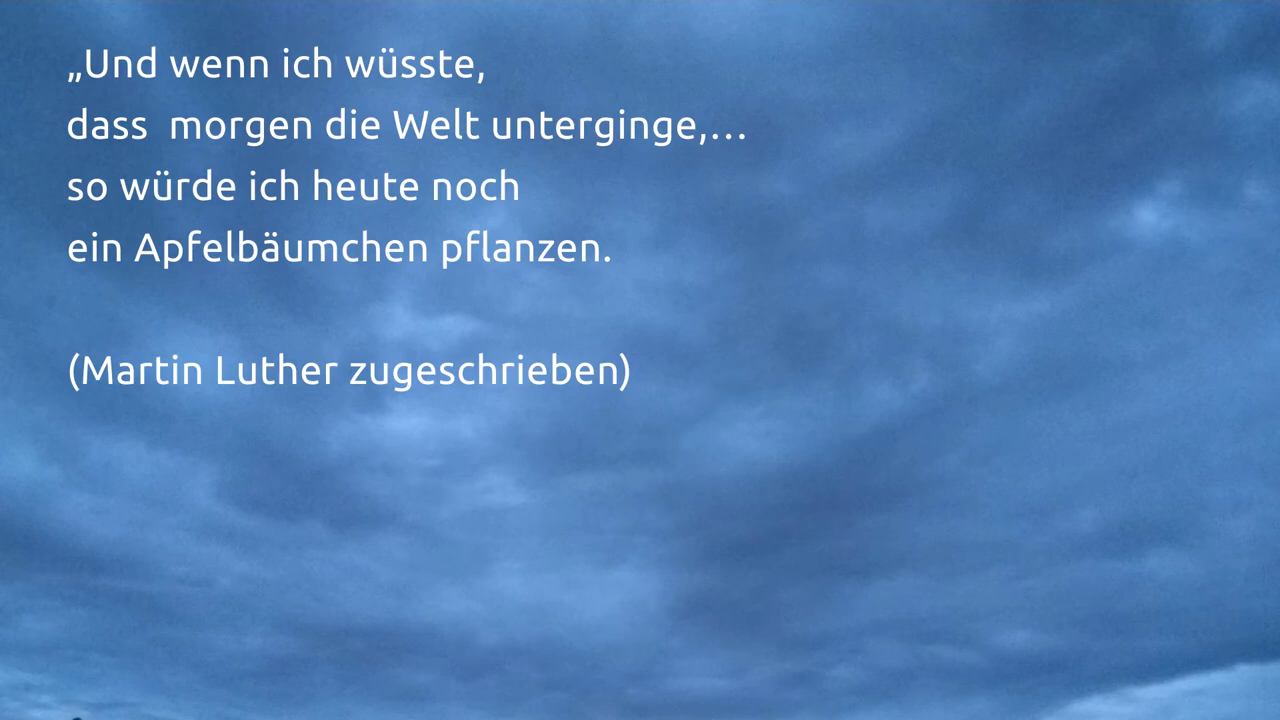 „Und wenn ich wüsste,
dass  morgen die Welt unterginge,…
so würde ich heute noch
ein Apfelbäumchen pflanzen.
(Martin Luther zugeschrieben)